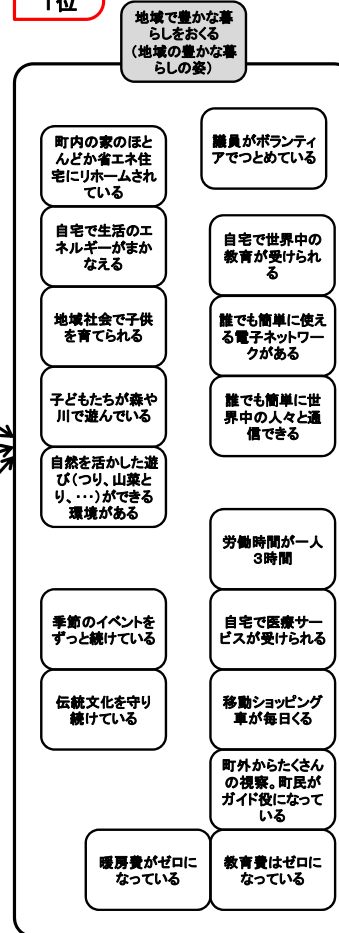 1位
地域で豊かな暮
らしをおくる
(地域の豊かな暮
らしの姿)
町内の家のほと
んどか省エネ住
宅にリホームされ
ている
議員がボランティ
アでつとめている
自宅で生活のエ
ネルギーがまか
なえる
自宅で世界中の
教育が受けられ
る
地域社会で子供
を育てられる
誰でも簡単に使え
る電子ネットワー
クがある
子どもたちが森や
川で遊んでいる
誰でも簡単に世
界中の人々と通
信できる
自然を活かした遊
び(つり、山菜と
り、・・・)ができる
環境がある
労働時間が一人
3時間
季節のイベントを
ずっと続けている
自宅で医療サー
ビスが受けられる
伝統文化を守り
続けている
移動ショッピング
車が毎日くる
町外からたくさん
の視察。町民が
ガイド役になって
いる
暖房費がゼロに
なっている
教育費はゼロに
なっている